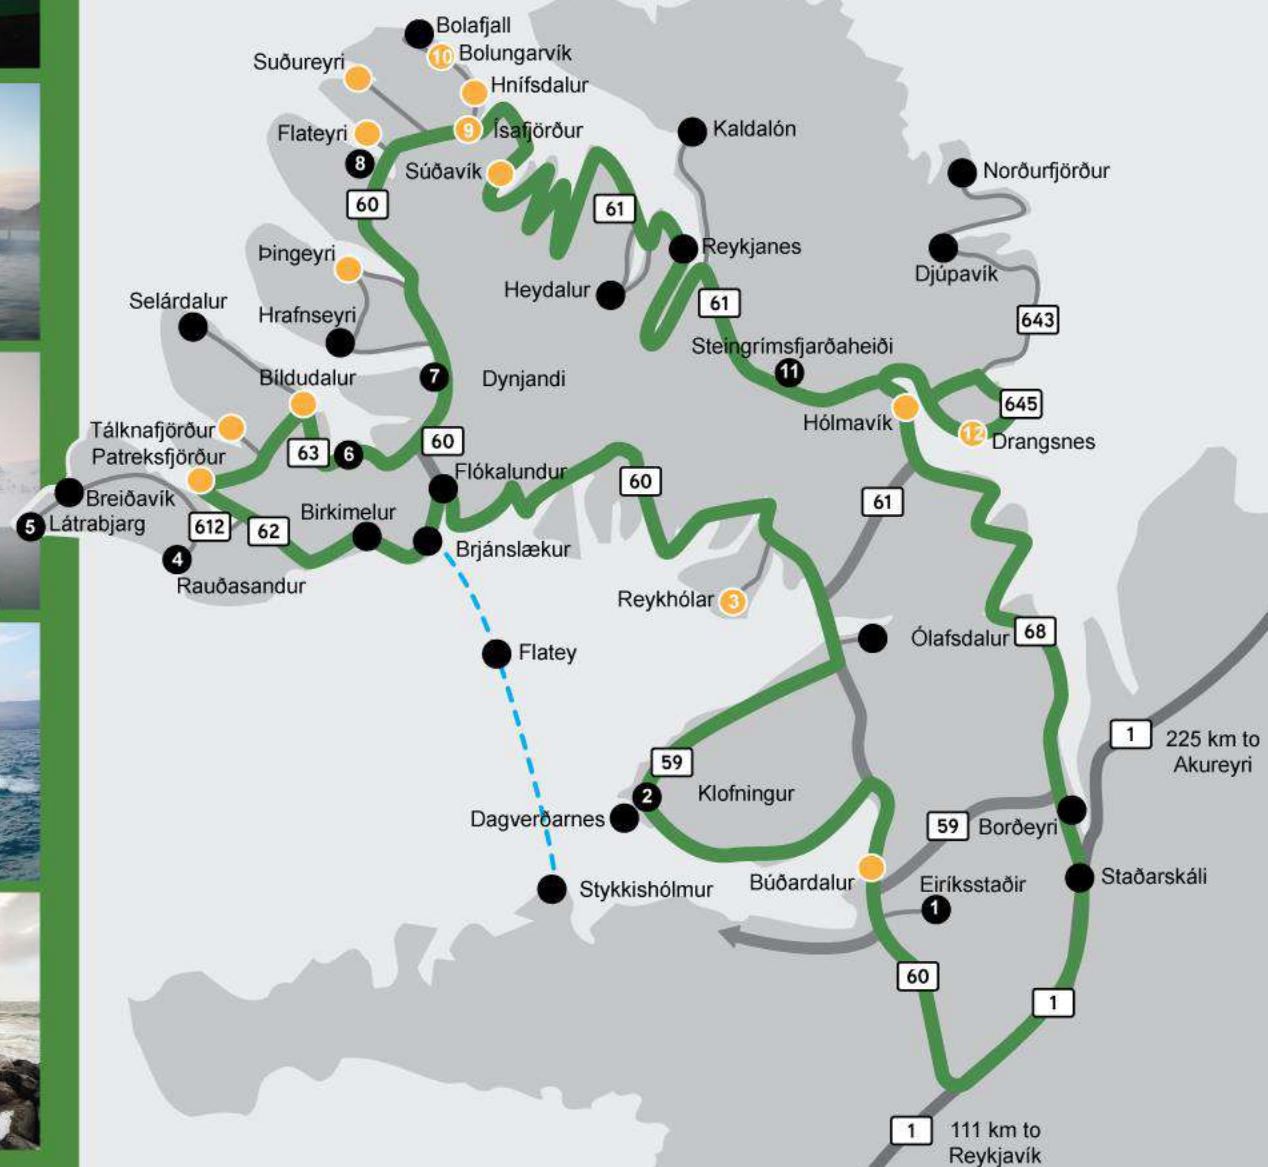 Bolafjall
10
Bolungarvík
Suðureyri
Hnífsdalur
Flateyri
9
Ísafjörður
Kaldalón
8
Súðavík
Norðurfjörður
60
61
Þingeyri
Reykjanes
Djúpavík
Selárdalur
Heydalur
61
Hrafnseyri
643
Steingrímsfjarðaheiði
11
Bíldudalur
7
Dynjandi
645
Tálknafjörður
Hólmavík
12
Drangsnes
Patreksfjörður
63
6
60
Flókalundur
60
Breiðavík
61
5
Látrabjarg
612
62
Birkimelur
4
Brjánslækur
Rauðasandur
Reykhólar
3
Ólafsdalur
68
Flatey
1
225 km to
Akureyri
59
2
Klofningur
Dagverðarnes
59
Borðeyri
Búðardalur
Eiríksstaðir
Staðarskáli
Stykkishólmur
1
60
1
1
111 km to
Reykjavík